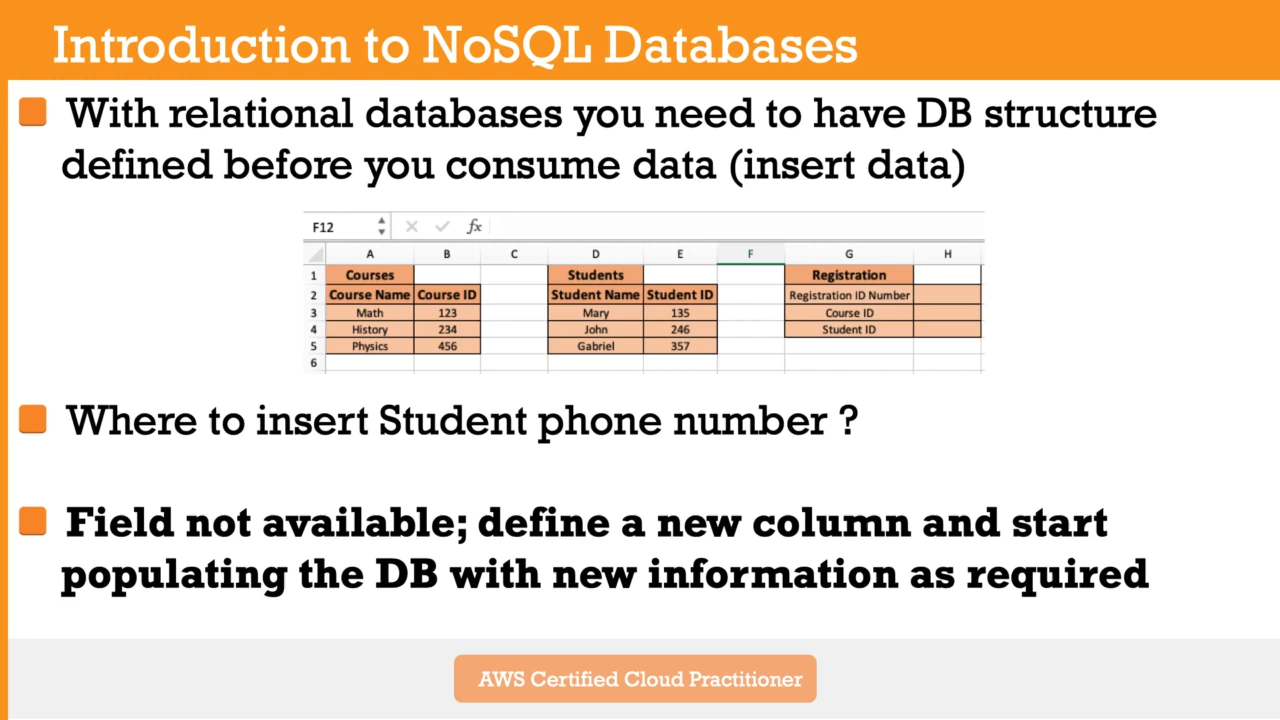 Introduction to NoSQL Databases
With relational databases you need to have DB structure
defined before you consume data (insert data)
F12 fx
A B C D E F G H
1 Courses Students Registration
2 Course Name Course ID Student Name Student ID Registration ID Number
3 Math 123 Mary 135 Course ID
4 History 234 John 246 Student ID
5 Physics 456 Gabriel 357
6
Where to insert Student phone number ?
Field not available; define a new column and start
populating the DB with new information as required
AWS Certified Cloud Practitioner